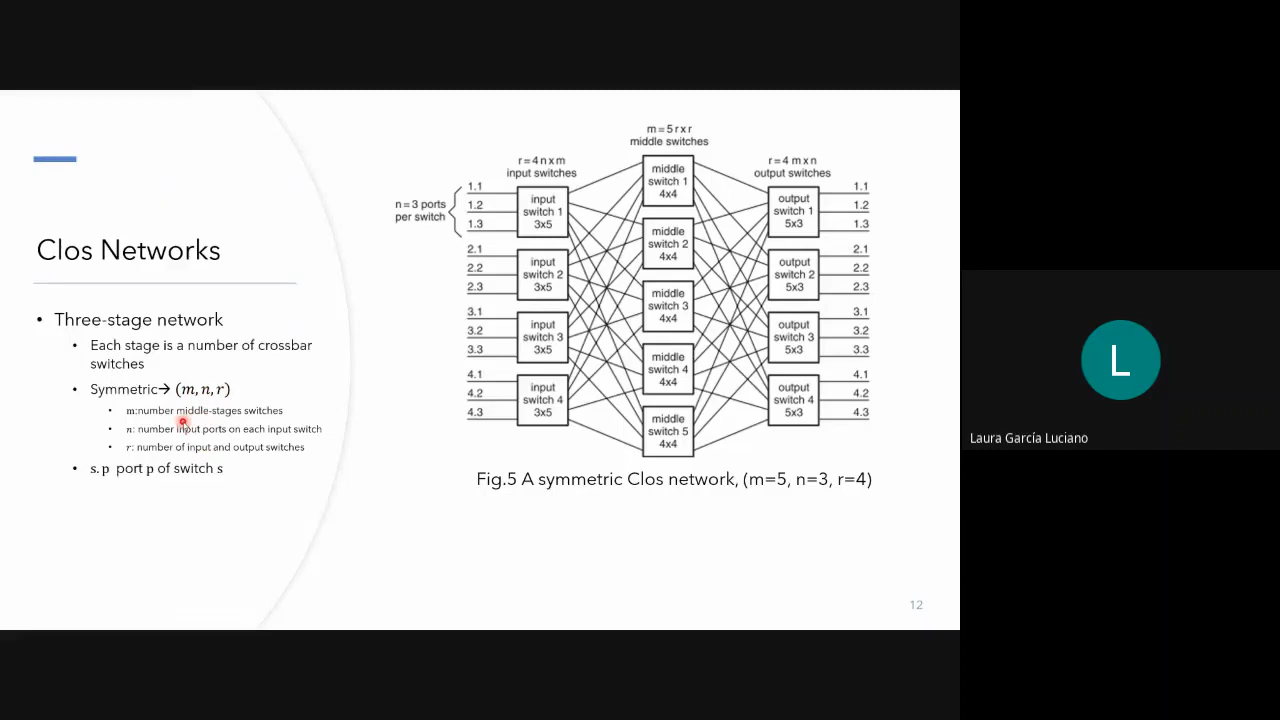 Clos Networks
• Three-stage network
• Each stage is a number of crossbar
switches
• Symmetric→ (m, n, r)
• m:number middle-stages switches
• n: number input ports on each input switch
• r: number of input and output switches
• s. p port p of switch s
m = 5 r x r
middle switches
r = 4 n x m
input switches
r = 4 m x n
output switches
n = 3 ports
per switch
1.1
1.2
1.3
2.1
2.2
2.3
3.1
3.2
3.3
4.1
4.2
4.3
input
switch 1
3x5
input
switch 2
3x5
input
switch 3
3x5
input
switch 4
3x5
middle
switch 1
4x4
middle
switch 2
4x4
middle
switch 3
4x4
middle
switch 4
4x4
middle
switch 5
4x4
output
switch 1
5x3
output
switch 2
5x3
output
switch 3
5x3
output
switch 4
5x3
1.1
1.2
1.3
2.1
2.2
2.3
3.1
3.2
3.3
4.1
4.2
4.3
Fig.5 A symmetric Clos network, (m=5, n=3, r=4)
12
L
Laura García Luciano